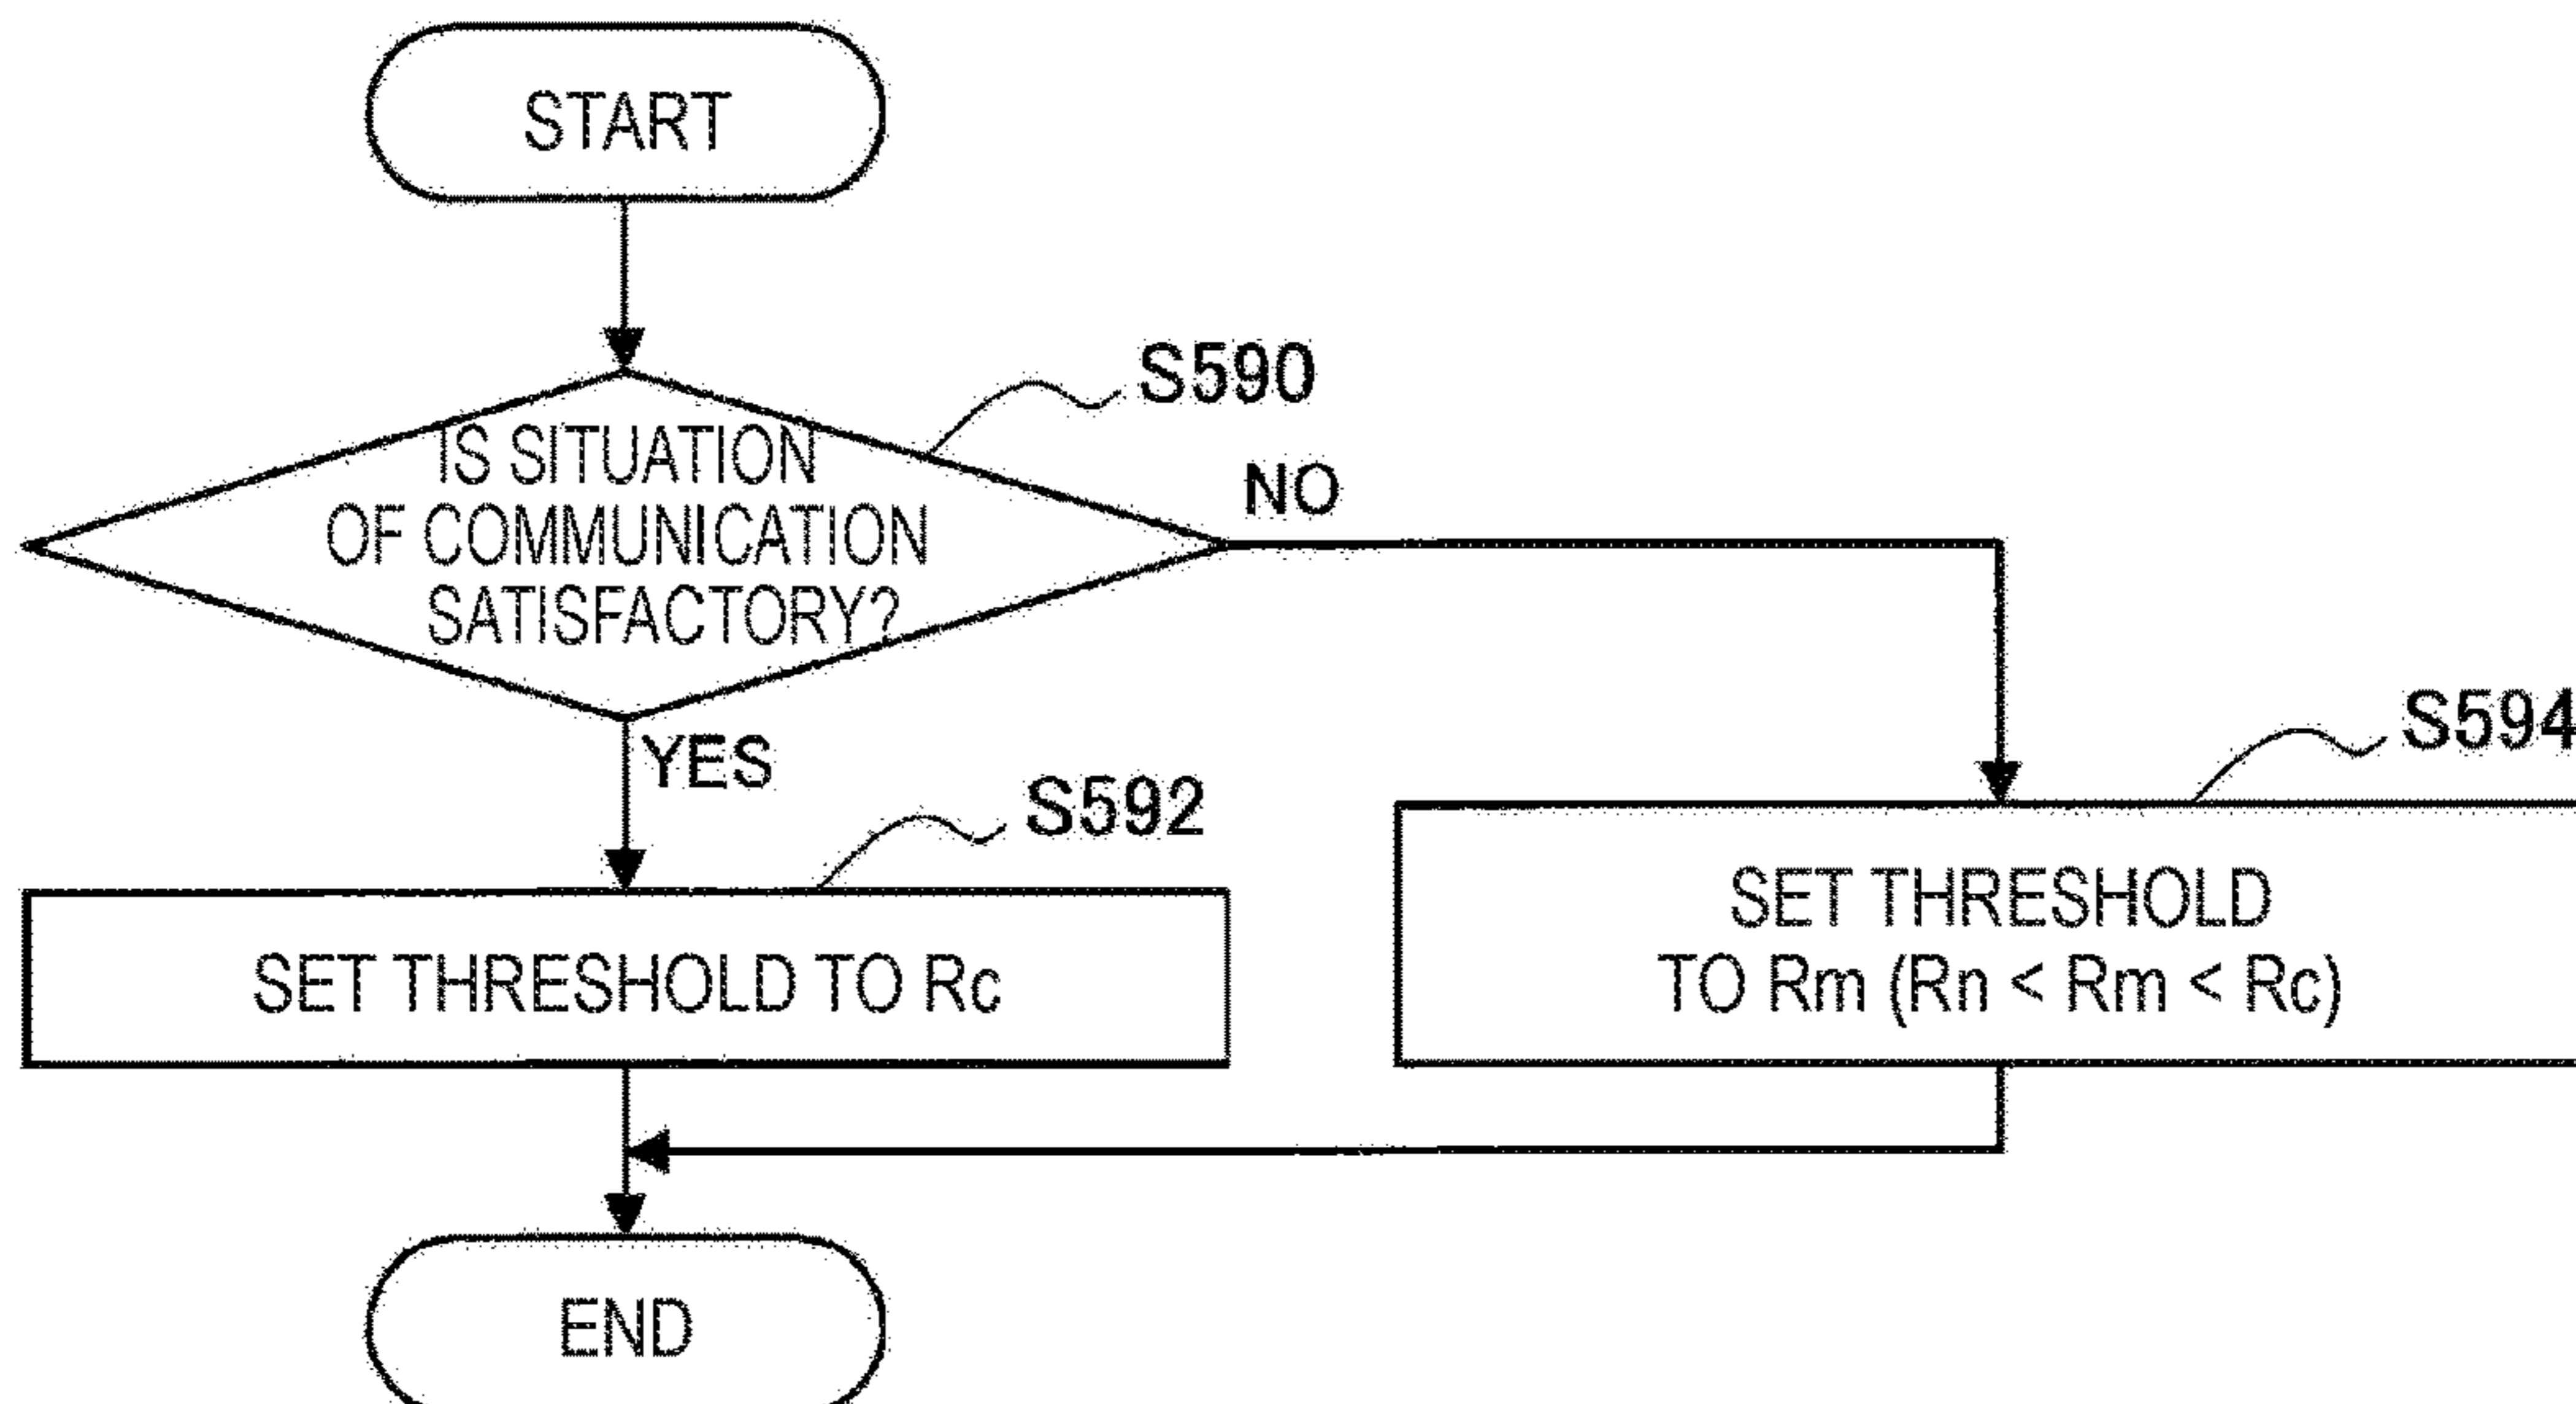 START
S590
IS SITUATION
OF COMMUNICATION
SATISFACTORY?
NO
YES
S592
S594
SET THRESHOLD TO Rc
SET THRESHOLD
TO Rm (Rn < Rm < Rc)
END